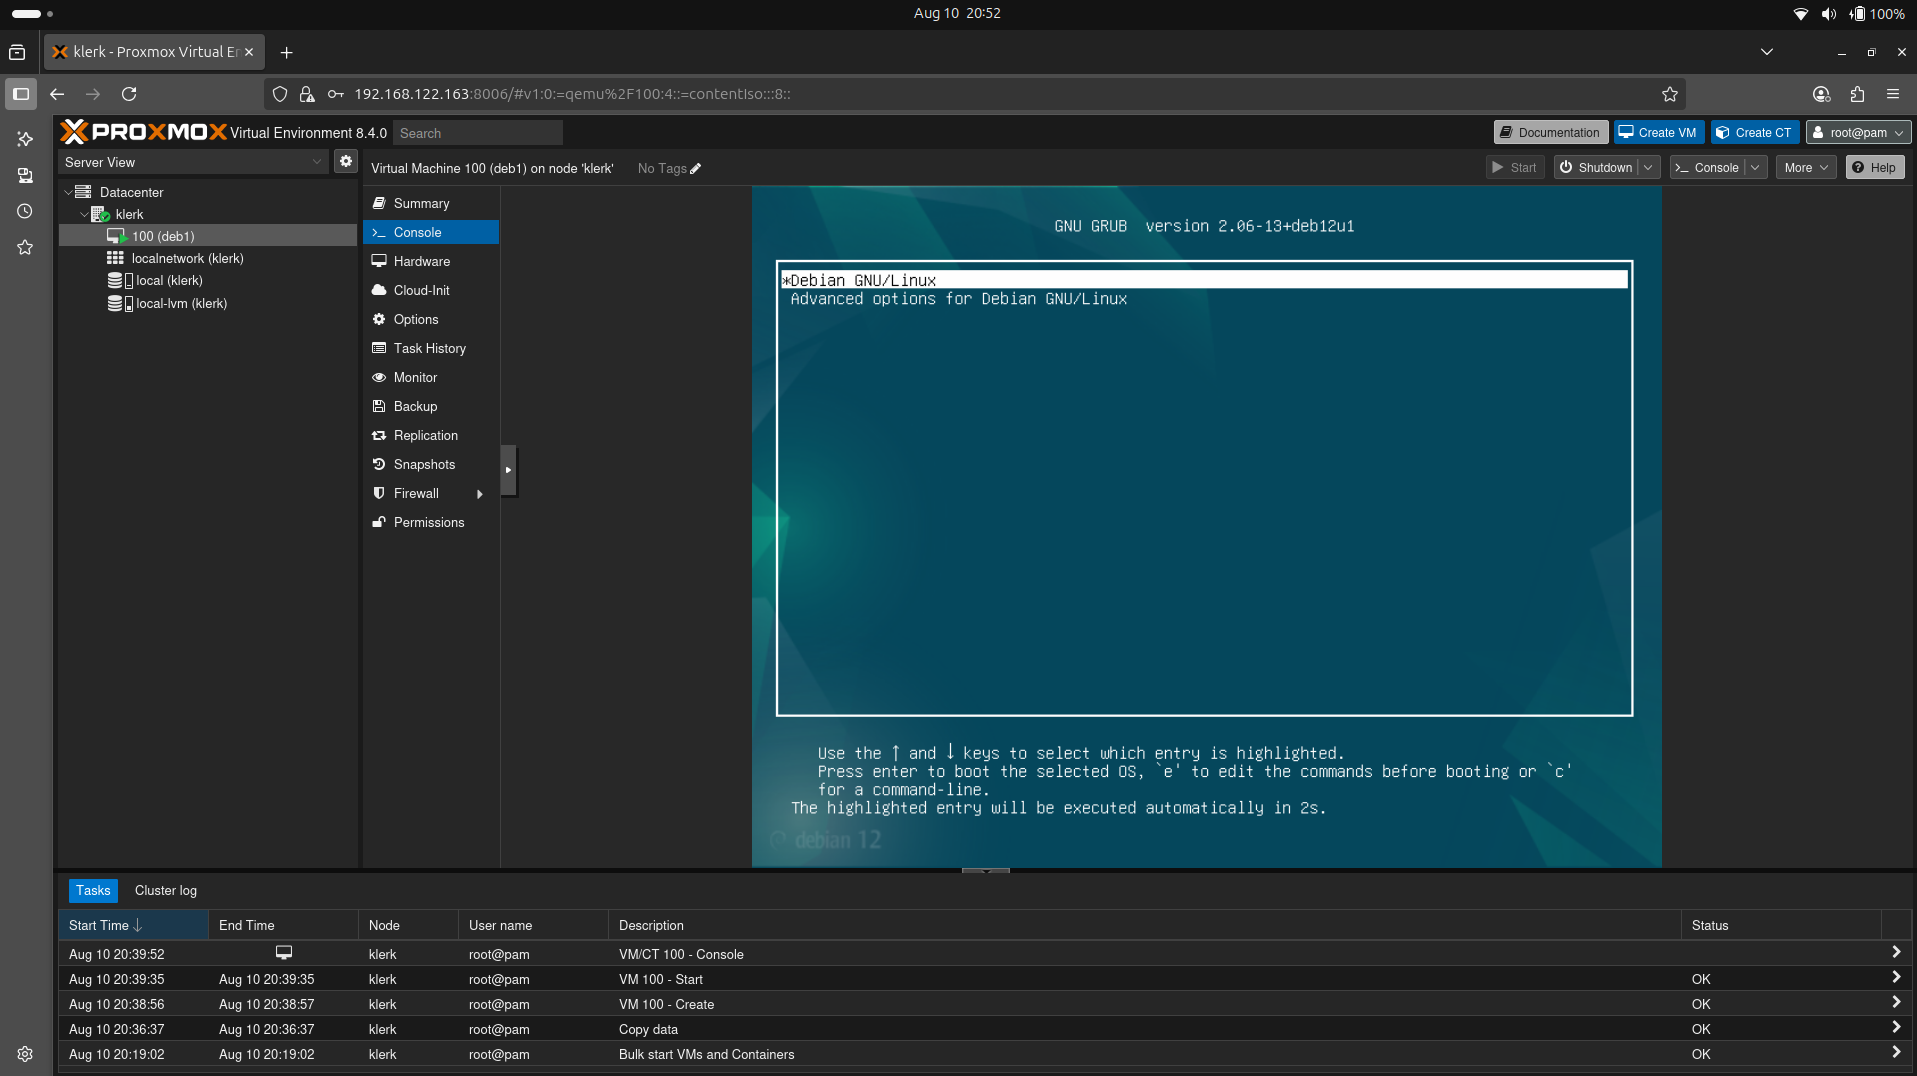 Aug 10 20:52
100%
klerk - Proxmox Virtual En
192.168.122.163:8006/#v1:0:=qemu%2F100:4::=contentIso:::8::
PROXMOX Virtual Environment 8.4.0
Search
Documentation
Create VM
Create CT
root@pam
Server View
Virtual Machine 100 (deb1) on node 'klerk'
No Tags
Start
Shutdown
Console
More
Help
Datacenter
klerk
100 (deb1)
localnetwork (klerk)
local (klerk)
local-lvm (klerk)
Summary
Console
Hardware
Cloud-Init
Options
Task History
Monitor
Backup
Replication
Snapshots
Firewall
Permissions
GNU GRUB version 2.06-13+deb12u1
*Debian GNU/Linux
Advanced options for Debian GNU/Linux
Use the ↑ and ↓ keys to select which entry is highlighted.
Press enter to boot the selected OS, `e' to edit the commands before booting or `c'
for a command-line.
The highlighted entry will be executed automatically in 2s.
debian 12
Tasks
Cluster log
Start Time End Time Node User name Description Status
Aug 10 20:39:52 klerk root@pam VM/CT 100 - Console
Aug 10 20:39:35 Aug 10 20:39:35 klerk root@pam VM 100 - Start OK
Aug 10 20:38:56 Aug 10 20:38:57 klerk root@pam VM 100 - Create OK
Aug 10 20:36:37 Aug 10 20:36:37 klerk root@pam Copy data OK
Aug 10 20:19:02 Aug 10 20:19:02 klerk root@pam Bulk start VMs and Containers OK